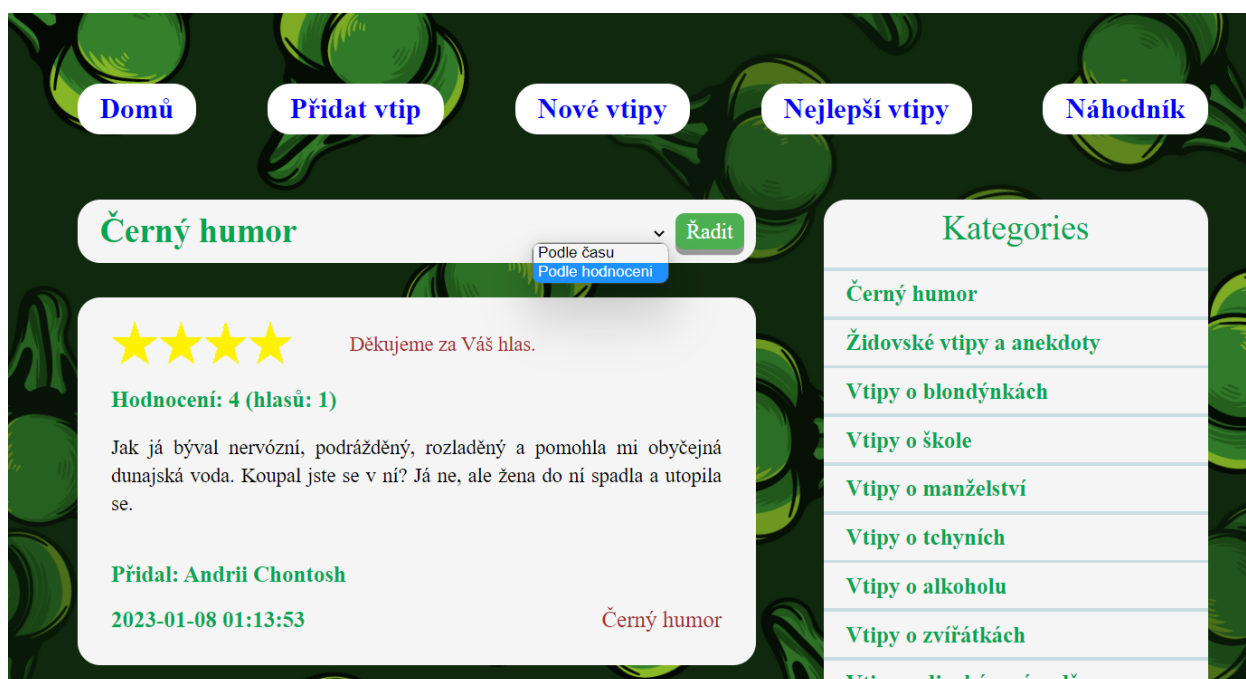 Domů
Přidat vtip
Nové vtipy
Nejlepší vtipy
Náhodník
Černý humor
Řadit
Podle času
Podle hodnoceni
Děkujeme za Váš hlas.
Hodnocení: 4 (hlasů: 1)
Jak já býval nervózní, podrážděný, rozladěný a pomohla mi obyčejná
dunajská voda. Koupal jste se v ní? Já ne, ale žena do ní spadla a utopila
se.
Přidal: Andrii Chontosh
2023-01-08 01:13:53
Černý humor
Kategories
Černý humor
Židovské vtipy a anekdoty
Vtipy o blondýnkách
Vtipy o škole
Vtipy o manželství
Vtipy o tchyních
Vtipy o alkoholu
Vtipy o zvířátkách